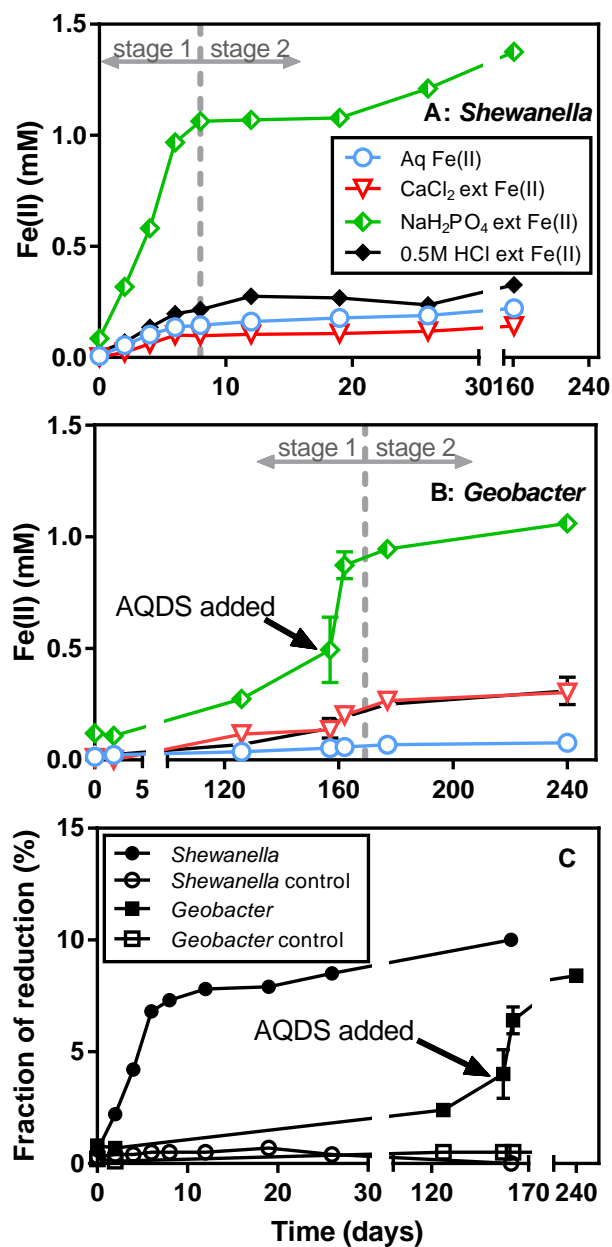 1.5
stage 1 stage 2
1.0
A: Shewanella
Aq Fe(II)
CaCl2 ext Fe(II)
NaH2PO4 ext Fe(II)
0.5M HCl ext Fe(II)
0.5
0.0
Fe(II) (mM)
0 10 20 30 160 240
1.5
stage 1 stage 2
B: Geobacter
1.0
AQDS added
0.5
0.0
Fe(II) (mM)
0 5 120 160 200 240
15
Shewanella
Shewanella control
Geobacter
Geobacter control
C
10
AQDS added
5
0
Fraction of reduction (%)
0 10 20 30 120 170 240
Time (days)